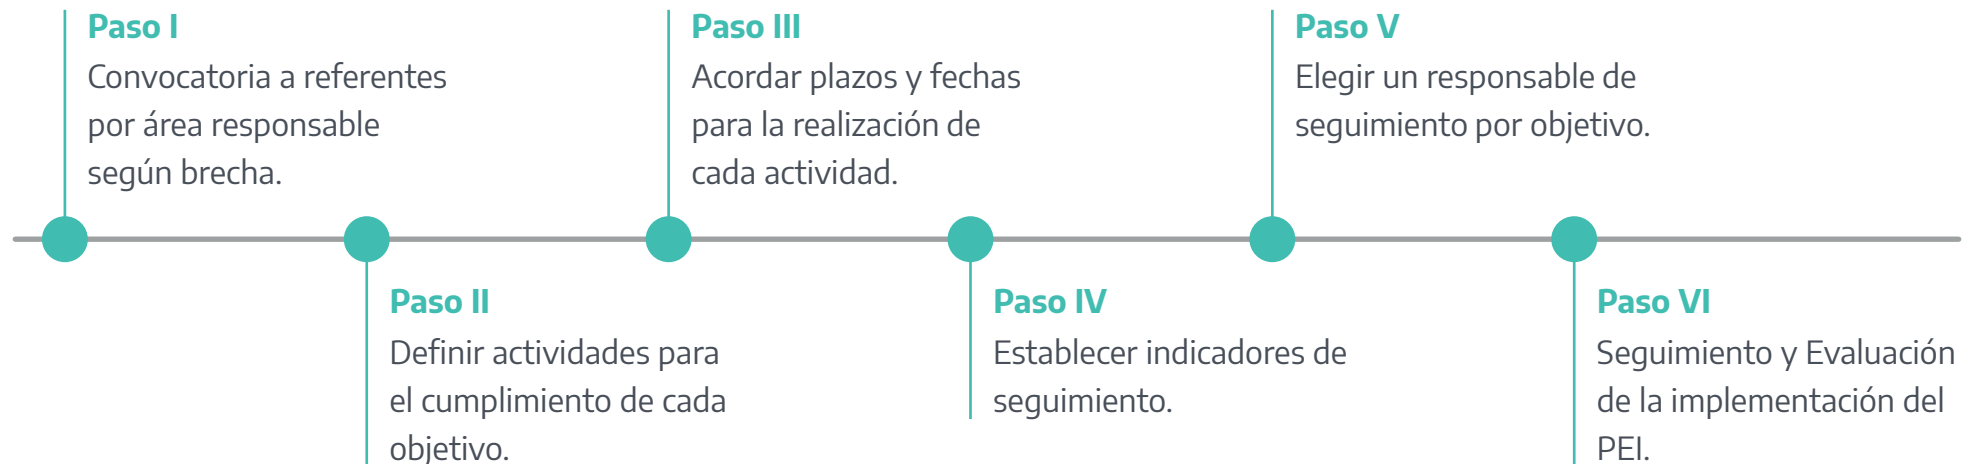 Paso I
Convocatoria a referentes
por área responsable
según brecha.
Paso II
Definir actividades para
el cumplimiento de cada
objetivo.
Paso III
Acordar plazos y fechas
para la realización de
cada actividad.
Paso IV
Establecer indicadores de
seguimiento.
Paso V
Elegir un responsable de
seguimiento por objetivo.
Paso VI
Seguimiento y Evaluación
de la implementación del
PEI.